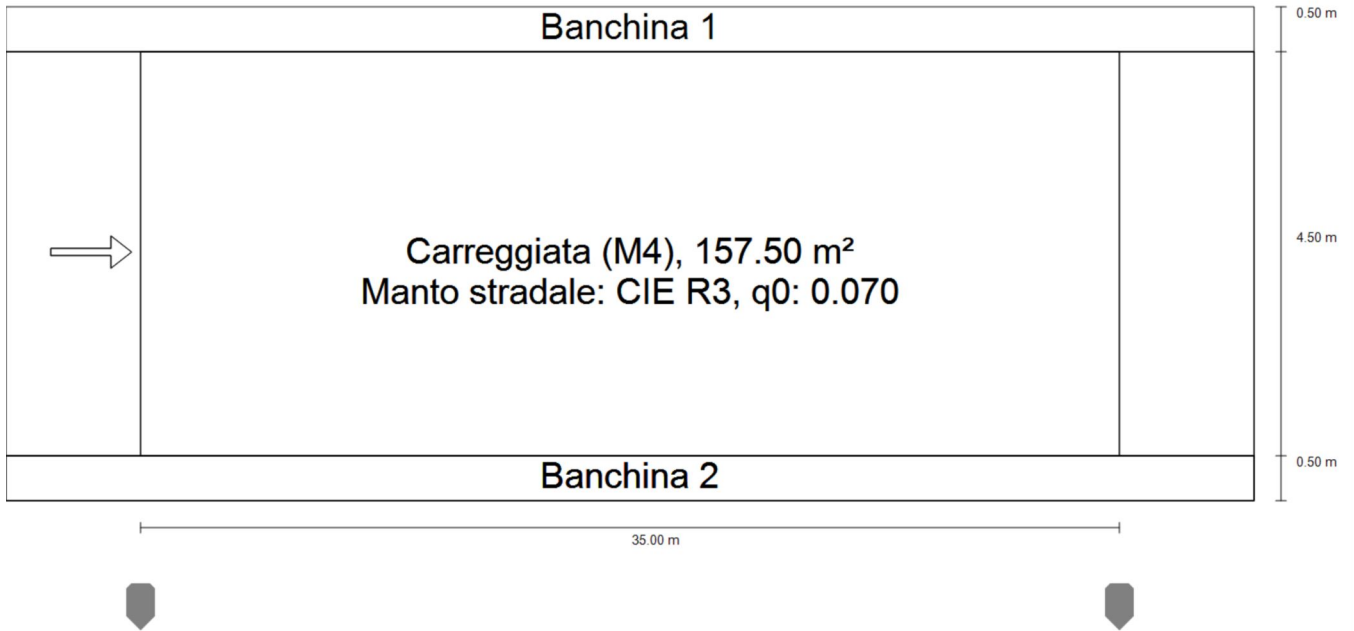 Banchina 1
0.50 m
Carreggiata (M4), 157.50 m²
Manto stradale: CIE R3, q0: 0.070
4.50 m
Banchina 2
0.50 m
35.00 m